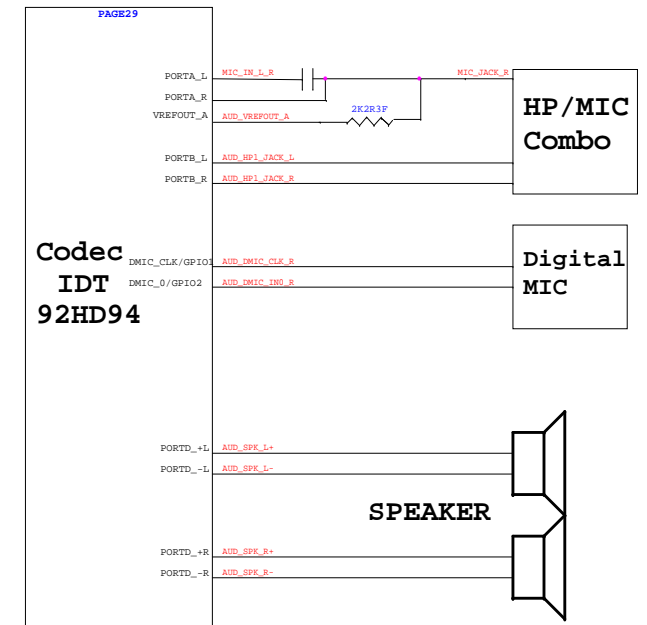 PAGE29
PORTA_L MIC_IN_L_R MIC_JACK_R
PORTA_R
VREFOUT_A AUD_VREFOUT_A 2K2R3F
HP/MIC
Combo
PORTB_L AUD_HP1_JACK_L
PORTB_R AUD_HP1_JACK_R
Codec
IDT
92HD94
DMIC_CLK/GPIO1 AUD_DMIC_CLK_R
DMIC_0/GPIO2 AUD_DMIC_IN0_R
Digital
MIC
PORTD_+L AUD_SPK_L+
PORTD_-L AUD_SPK_L-
SPEAKER
PORTD_+R AUD_SPK_R+
PORTD_-R AUD_SPK_R-